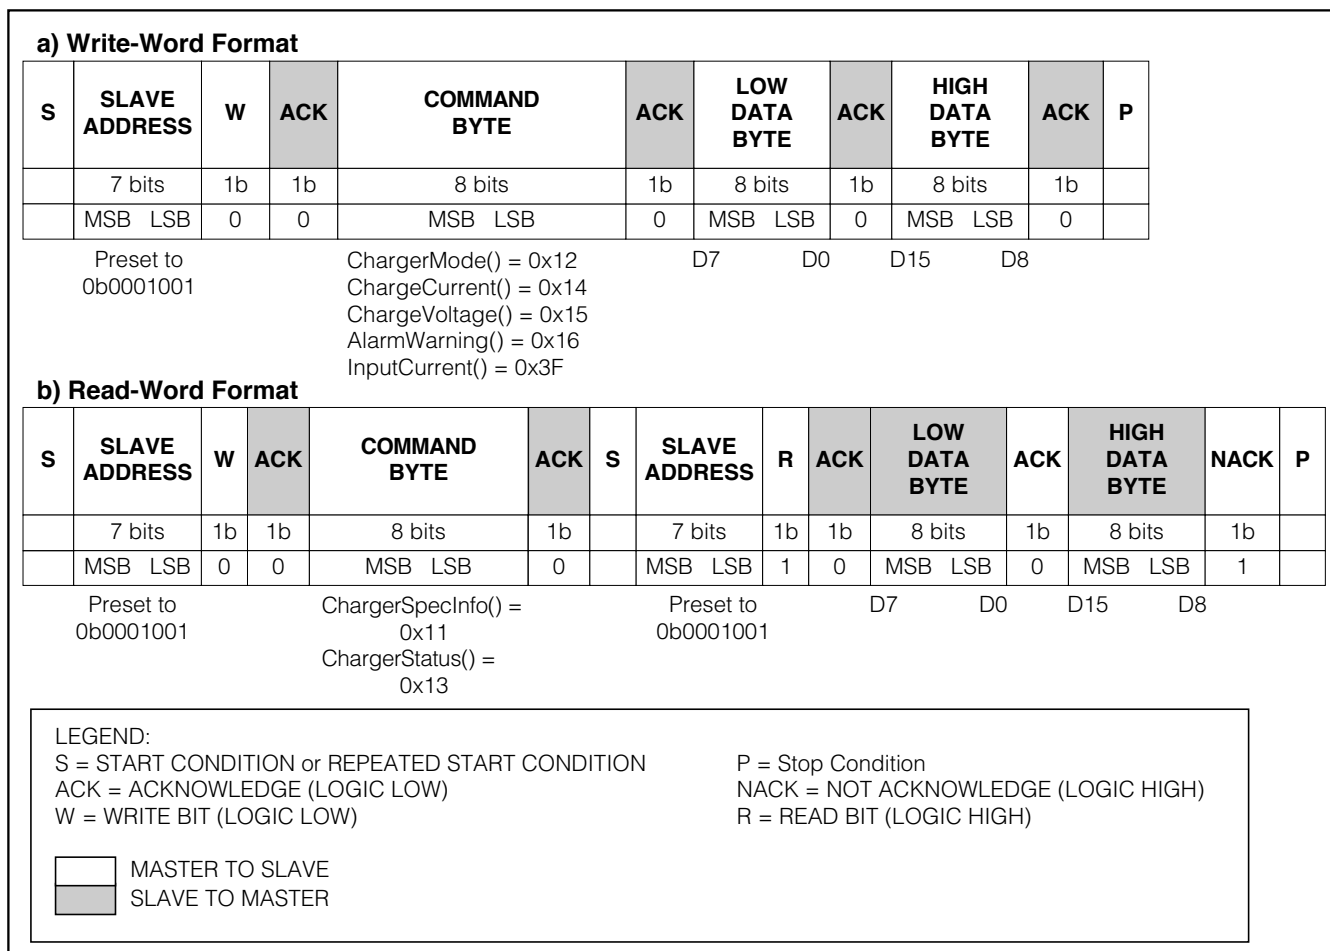 a) Write-Word Format
S SLAVE ADDRESS W ACK COMMAND BYTE ACK LOW DATA BYTE ACK HIGH DATA BYTE ACK P
7 bits 1b 1b 8 bits 1b 8 bits 1b 8 bits 1b
MSB LSB 0 0 MSB LSB 0 MSB LSB 0 MSB LSB 0
Preset to 0b0001001
ChargerMode() = 0x12
ChargeCurrent() = 0x14
ChargeVoltage() = 0x15
AlarmWarning() = 0x16
InputCurrent() = 0x3F
D7 D0 D15 D8
b) Read-Word Format
S SLAVE ADDRESS W ACK COMMAND BYTE ACK S SLAVE ADDRESS R ACK LOW DATA BYTE ACK HIGH DATA BYTE NACK P
7 bits 1b 1b 8 bits 1b 7 bits 1b 1b 8 bits 1b 8 bits 1b
MSB LSB 0 0 MSB LSB 0 MSB LSB 1 0 MSB LSB 0 MSB LSB 1
Preset to 0b0001001
ChargerSpecInfo() =
0x11
ChargerStatus() =
0x13
Preset to 0b0001001
D7 D0 D15 D8
LEGEND:
S = START CONDITION or REPEATED START CONDITION
P = Stop Condition
ACK = ACKNOWLEDGE (LOGIC LOW)
NACK = NOT ACKNOWLEDGE (LOGIC HIGH)
W = WRITE BIT (LOGIC LOW)
R = READ BIT (LOGIC HIGH)
MASTER TO SLAVE
SLAVE TO MASTER